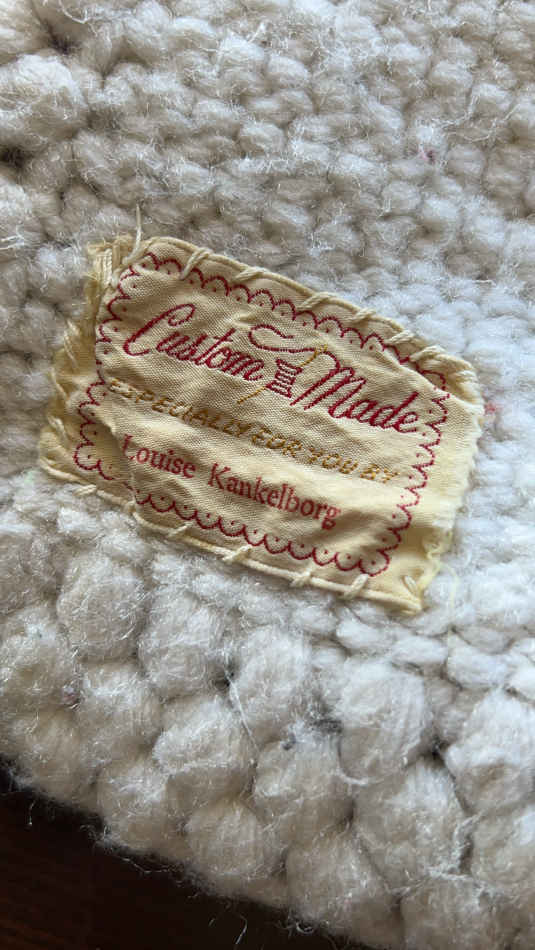 Custom Made
ESPECIALLY FOR YOU BY
Louise Kankelborg